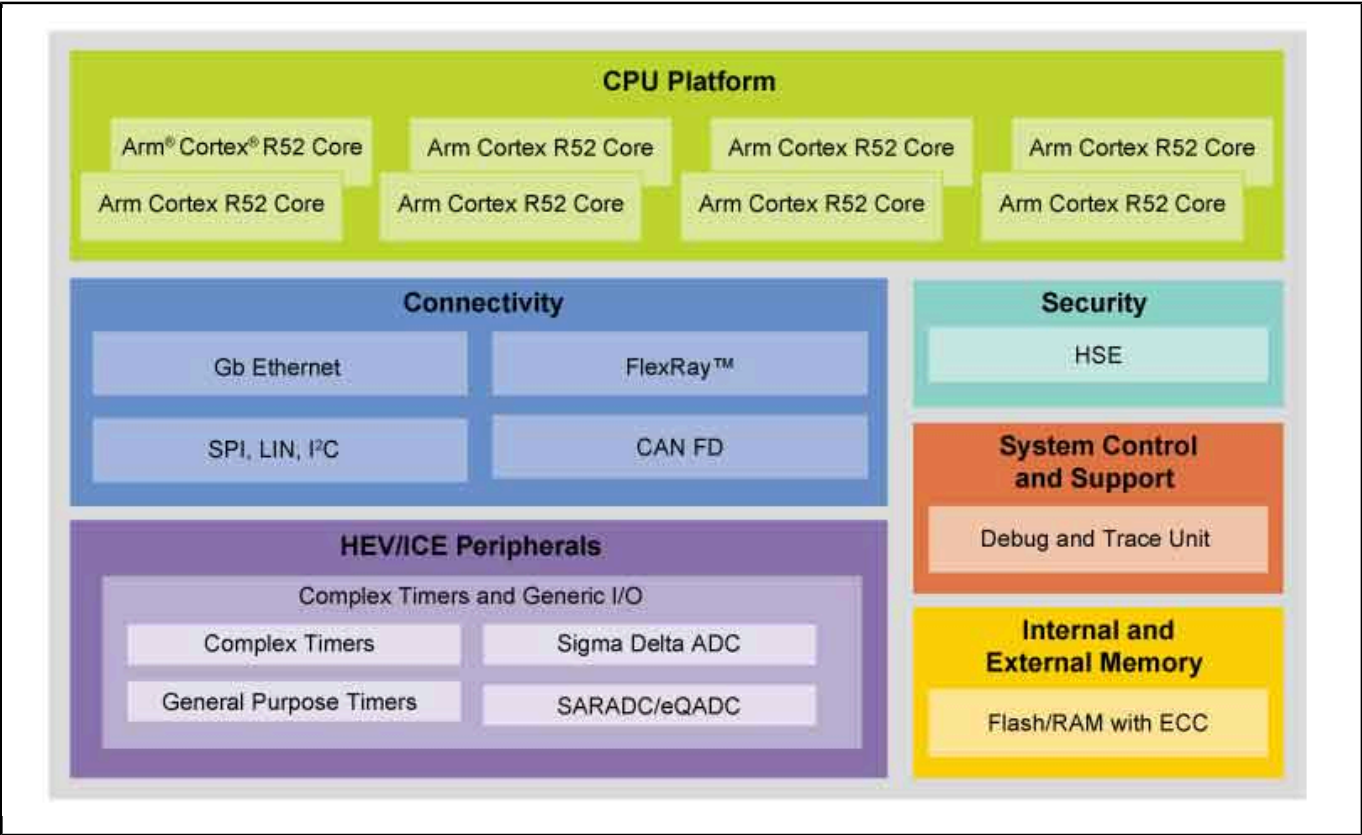 CPU Platform
Arm® Cortex® R52 Core
Arm Cortex R52 Core
Arm Cortex R52 Core
Arm Cortex R52 Core
Arm Cortex R52 Core
Arm Cortex R52 Core
Arm Cortex R52 Core
Arm Cortex R52 Core
Connectivity
Gb Ethernet
FlexRay™
SPI, LIN, I²C
CAN FD
HEV/ICE Peripherals
Complex Timers and Generic I/O
Complex Timers
Sigma Delta ADC
General Purpose Timers
SARADC/eQADC
Security
HSE
System Control
and Support
Debug and Trace Unit
Internal and
External Memory
Flash/RAM with ECC